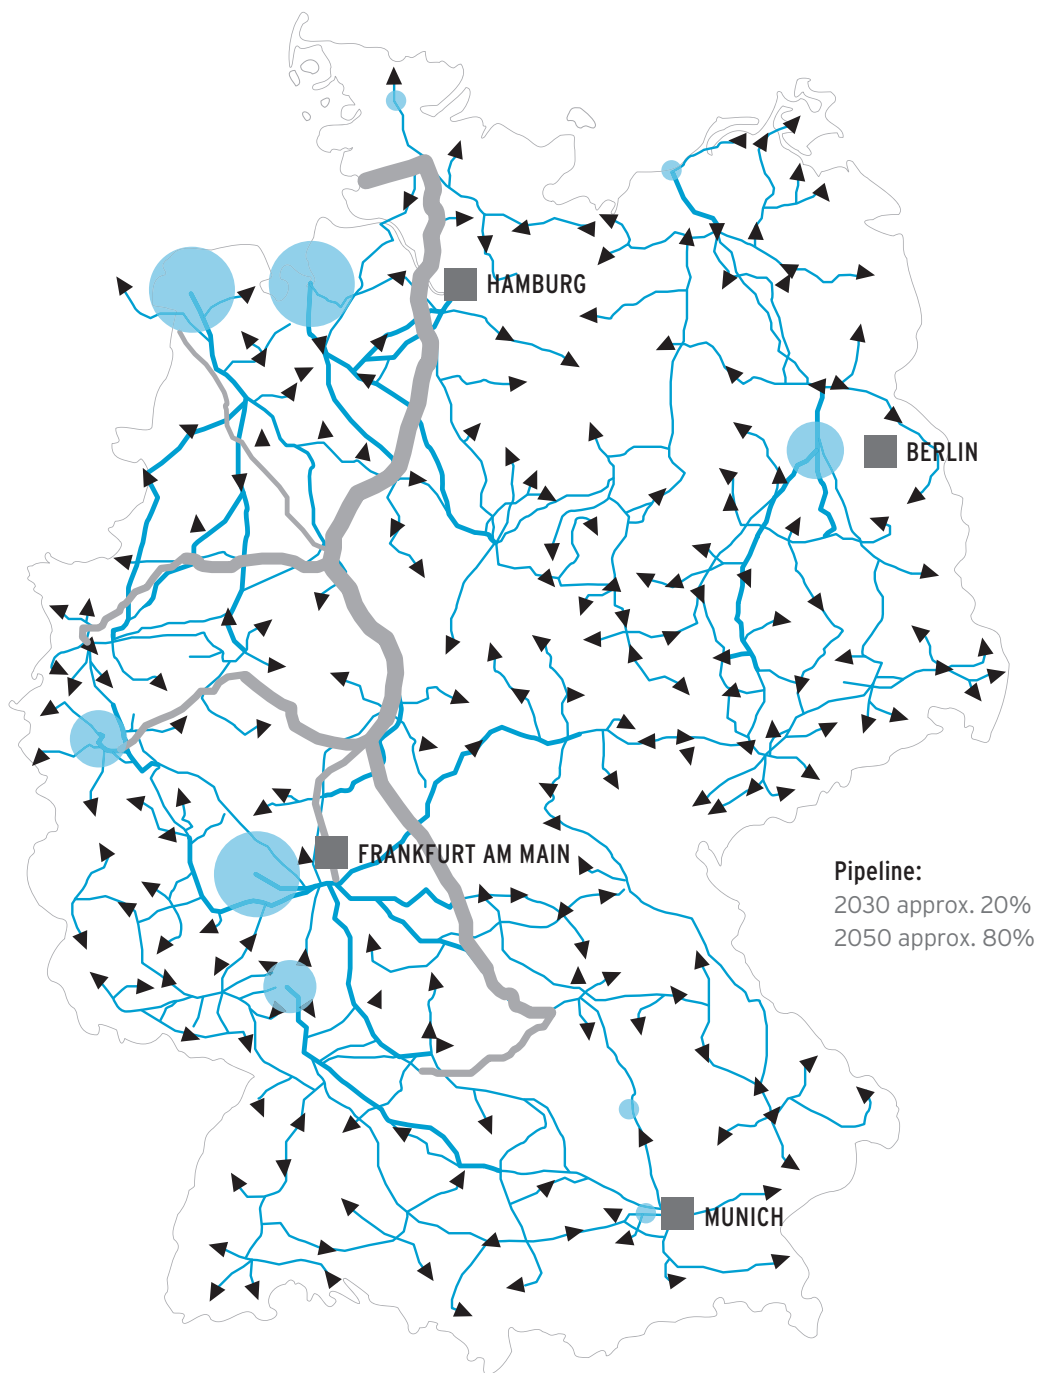 HAMBURG
BERLIN
FRANKFURT AM MAIN
Pipeline:
2030 approx. 20%
2050 approx. 80%
MUNICH